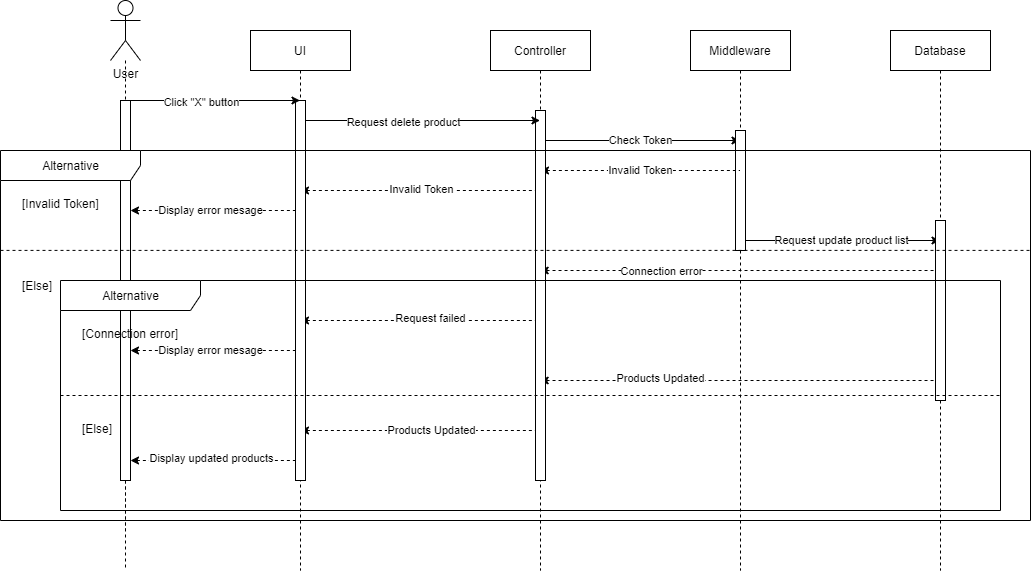 User
UI
Controller
Middleware
Database
Click "X" button
Request delete product
Check Token
Alternative
Invalid Token
Invalid Token
[Invalid Token]
Display error mesage
Request update product list
Connection error
[Else]
Alternative
Request failed
[Connection error]
Display error mesage
Products Updated
[Else]
Products Updated
Display updated products